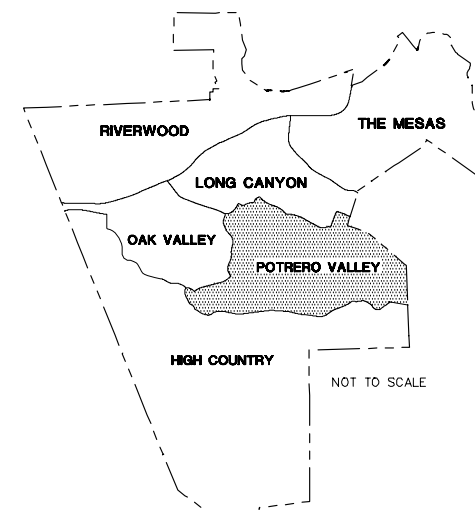 THE MESAS
RIVERWOOD
LONG CANYON
OAK VALLEY
POTRERO VALLEY
HIGH COUNTRY
NOT TO SCALE